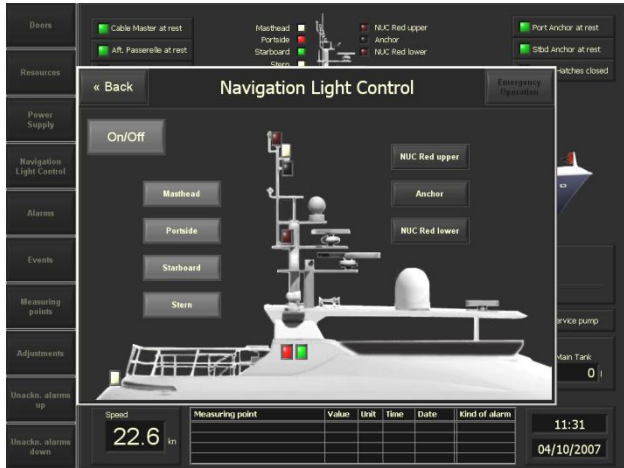 Doors
Resources
Power
Supply
Navigation
Light Control
Alarms
Events
Measuring
points
Adjustments
Unackn. alarms
up
Unackn. alarms
down
Cable Master at rest
Aft. Passerelle at rest
Masthead
Portside
Starboard
Stern
NUC Red upper
Anchor
NUC Red lower
Port Anchor at rest
Stbd Anchor at rest
Hatches closed
« Back
Navigation Light Control
Emergency
Operation
On/Off
Masthead
Portside
Starboard
Stern
NUC Red upper
Anchor
NUC Red lower
ervice pump
Main Tank
0 l
Speed
22.6 kn
Measuring point Value Unit Time Date Kind of alarm
11:31
04/10/2007